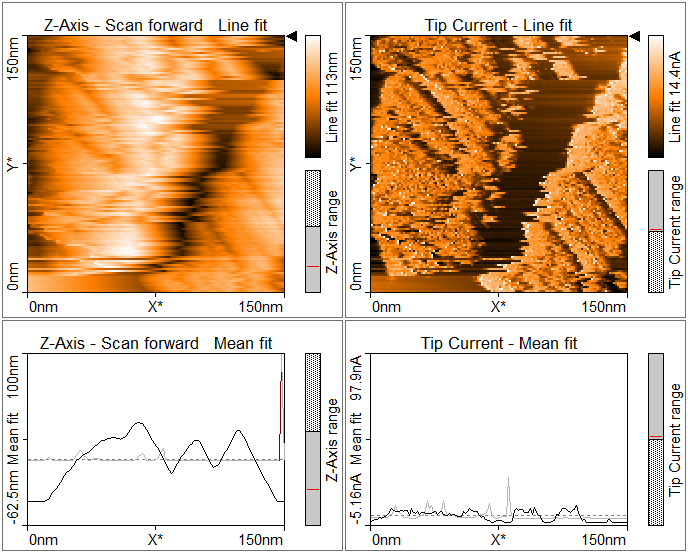 Z-Axis - Scan forward Line fit
150nm
Y*
0nm
0nm
X*
150nm
Line fit 113nm
Z-Axis range
Tip Current - Line fit
150nm
Y*
0nm
0nm
X*
150nm
Line fit 14.4nA
Tip Current range
Z-Axis - Scan forward Mean fit
100nm
Mean fit
-62.5nm
0nm
X*
150nm
Z-Axis range
Tip Current - Mean fit
97.9nA
Mean fit
-5.16nA
0nm
X*
150nm
Tip Current range